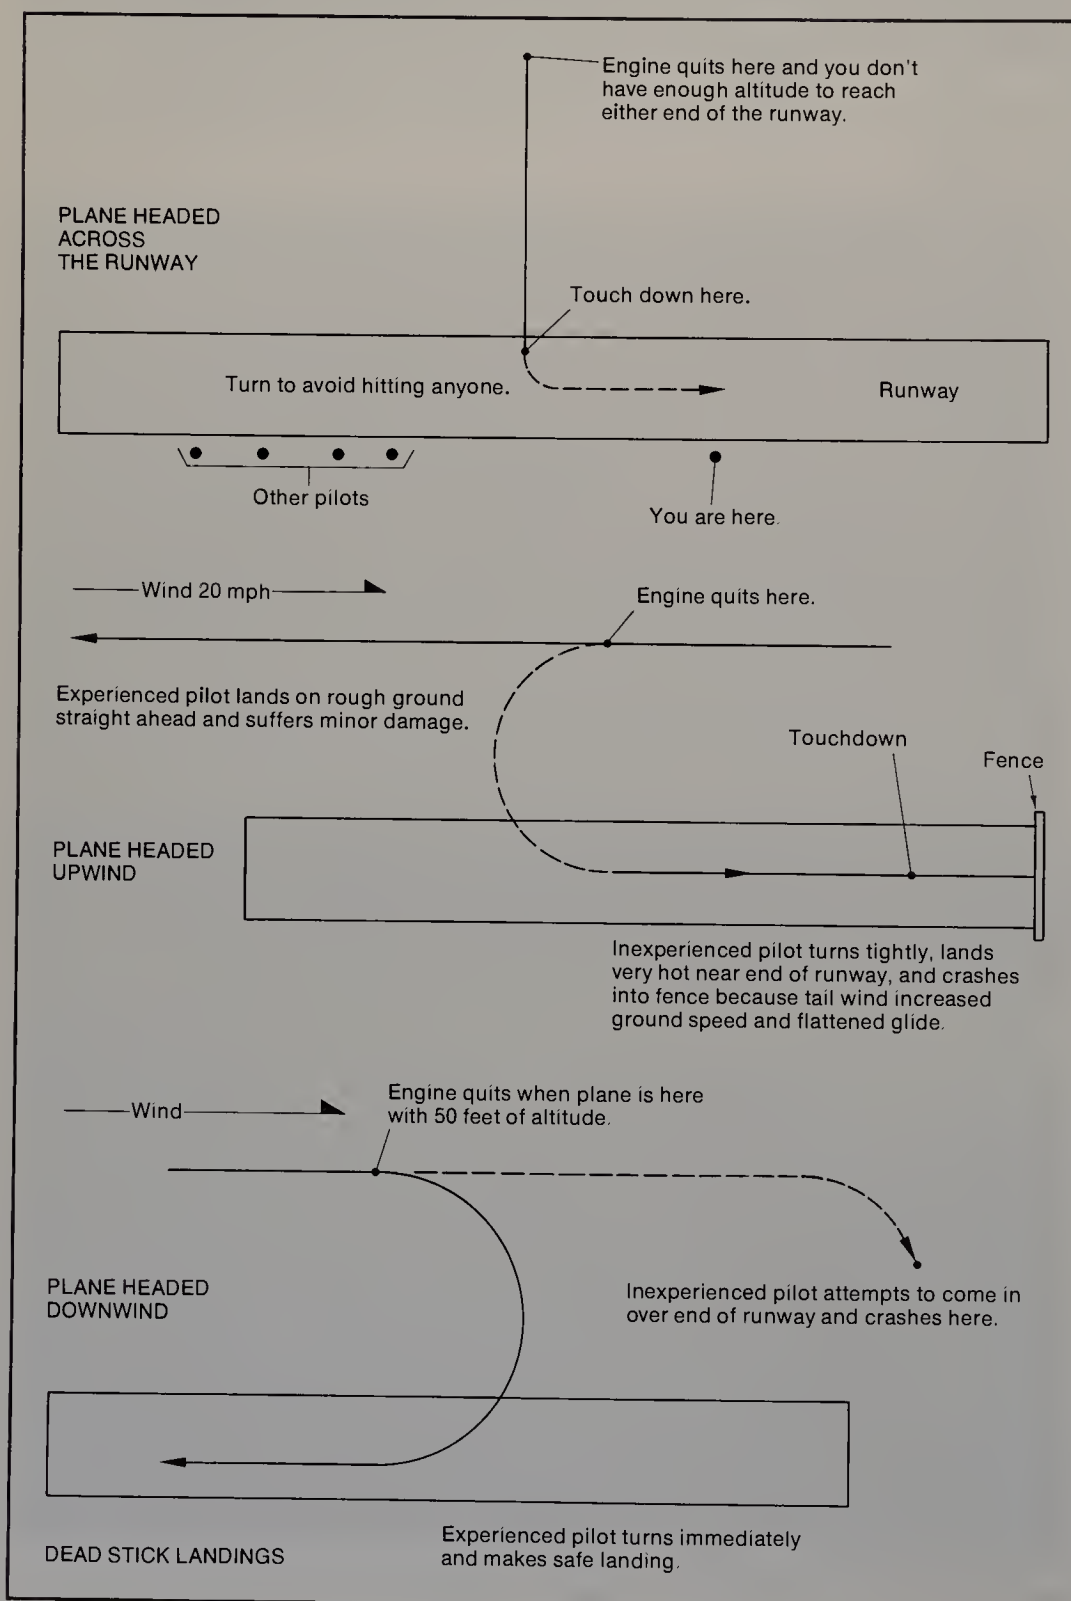 Engine quits here and you don't
have enough altitude to reach
either end of the runway.
PLANE HEADED
ACROSS
THE RUNWAY
Touch down here.
Turn to avoid hitting anyone.
Runway
Other pilots
You are here.
Wind 20 mph
Engine quits here.
Experienced pilot lands on rough ground
straight ahead and suffers minor damage.
Touchdown
Fence
PLANE HEADED
UPWIND
Inexperienced pilot turns tightly, lands
very hot near end of runway, and crashes
into fence because tail wind increased
ground speed and flattened glide.
Wind
Engine quits when plane is here
with 50 feet of altitude.
PLANE HEADED
DOWNWIND
Inexperienced pilot attempts to come in
over end of runway and crashes here.
Experienced pilot turns immediately
and makes safe landing.
DEAD STICK LANDINGS